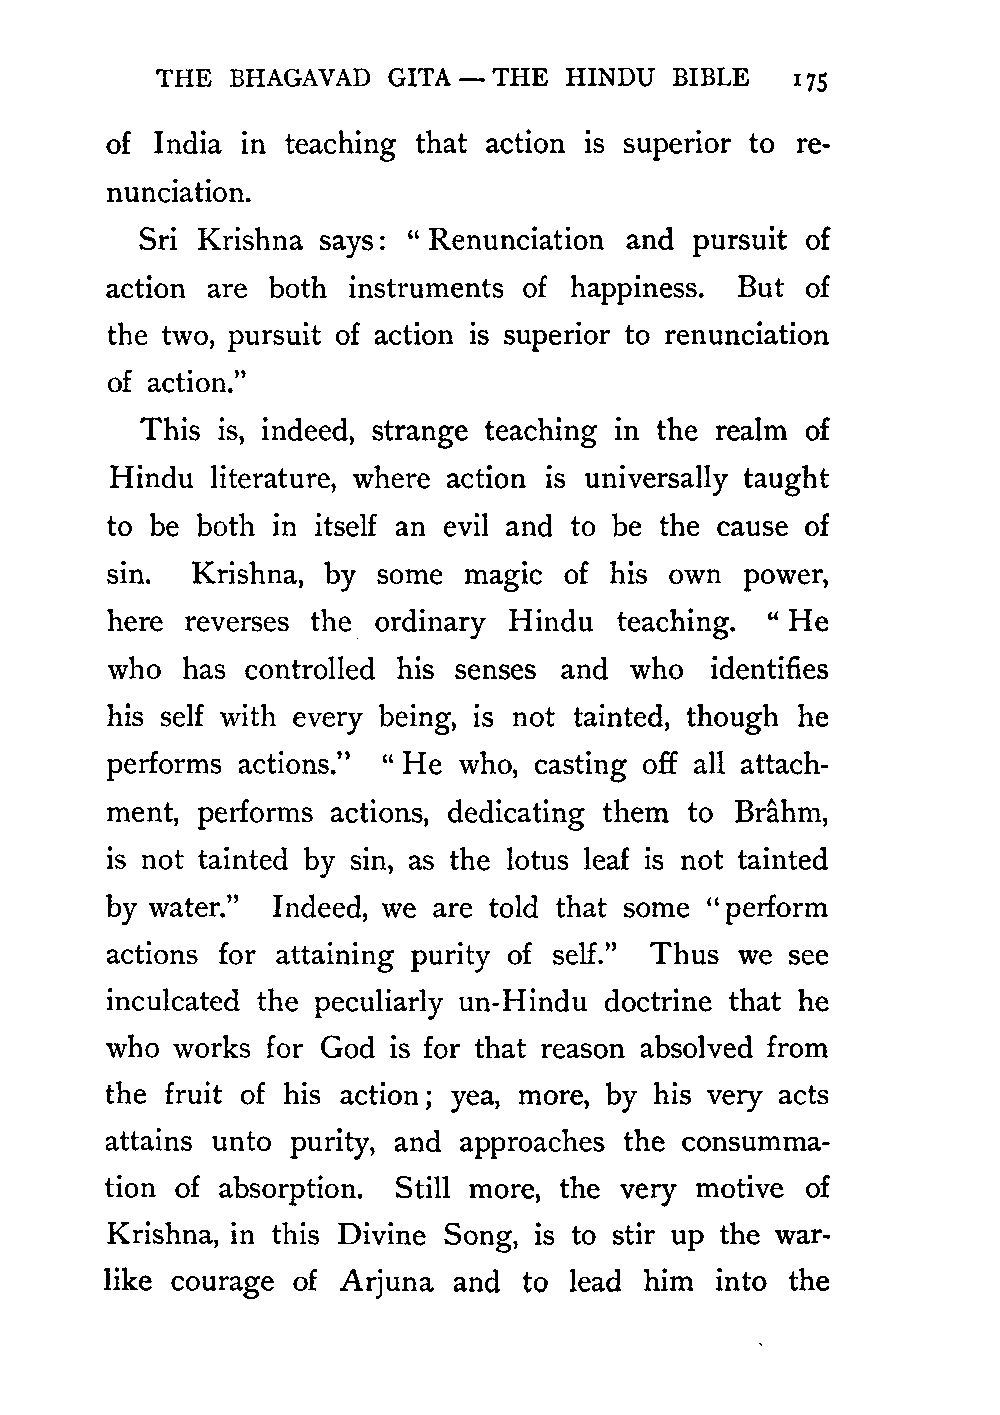 THE BHAGAVAD GITA — THE HINDU BIBLE 175
of India in teaching that action is superior to re-
nunciation.
Sri Krishna says: “ Renunciation and pursuit of
action are both instruments of happiness. But of
the two, pursuit of action is superior to renunciation
of action.”
This is, indeed, strange teaching in the realm of
Hindu literature, where action is universally taught
to be both in itself an evil and to be the cause of
sin. Krishna, by some magic of his own power,
here reverses the ordinary Hindu teaching. “ He
who has controlled his senses and who identifies
his self with every being, is not tainted, though he
performs actions.” “ He who, casting off all attach-
ment, performs actions, dedicating them to Brâhm,
is not tainted by sin, as the lotus leaf is not tainted
by water.” Indeed, we are told that some “ perform
actions for attaining purity of self.” Thus we see
inculcated the peculiarly un-Hindu doctrine that he
who works for God is for that reason absolved from
the fruit of his action; yea, more, by his very acts
attains unto purity, and approaches the consumma-
tion of absorption. Still more, the very motive of
Krishna, in this Divine Song, is to stir up the war-
like courage of Arjuna and to lead him into the